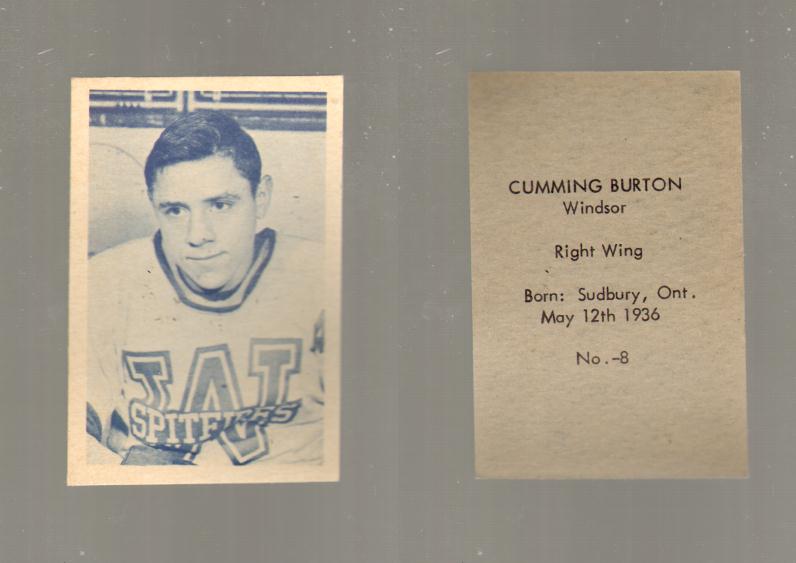 W
SPITFIRES
CUMMING BURTON
Windsor
Right Wing
Born: Sudbury, Ont.
May 12th 1936
No.-8